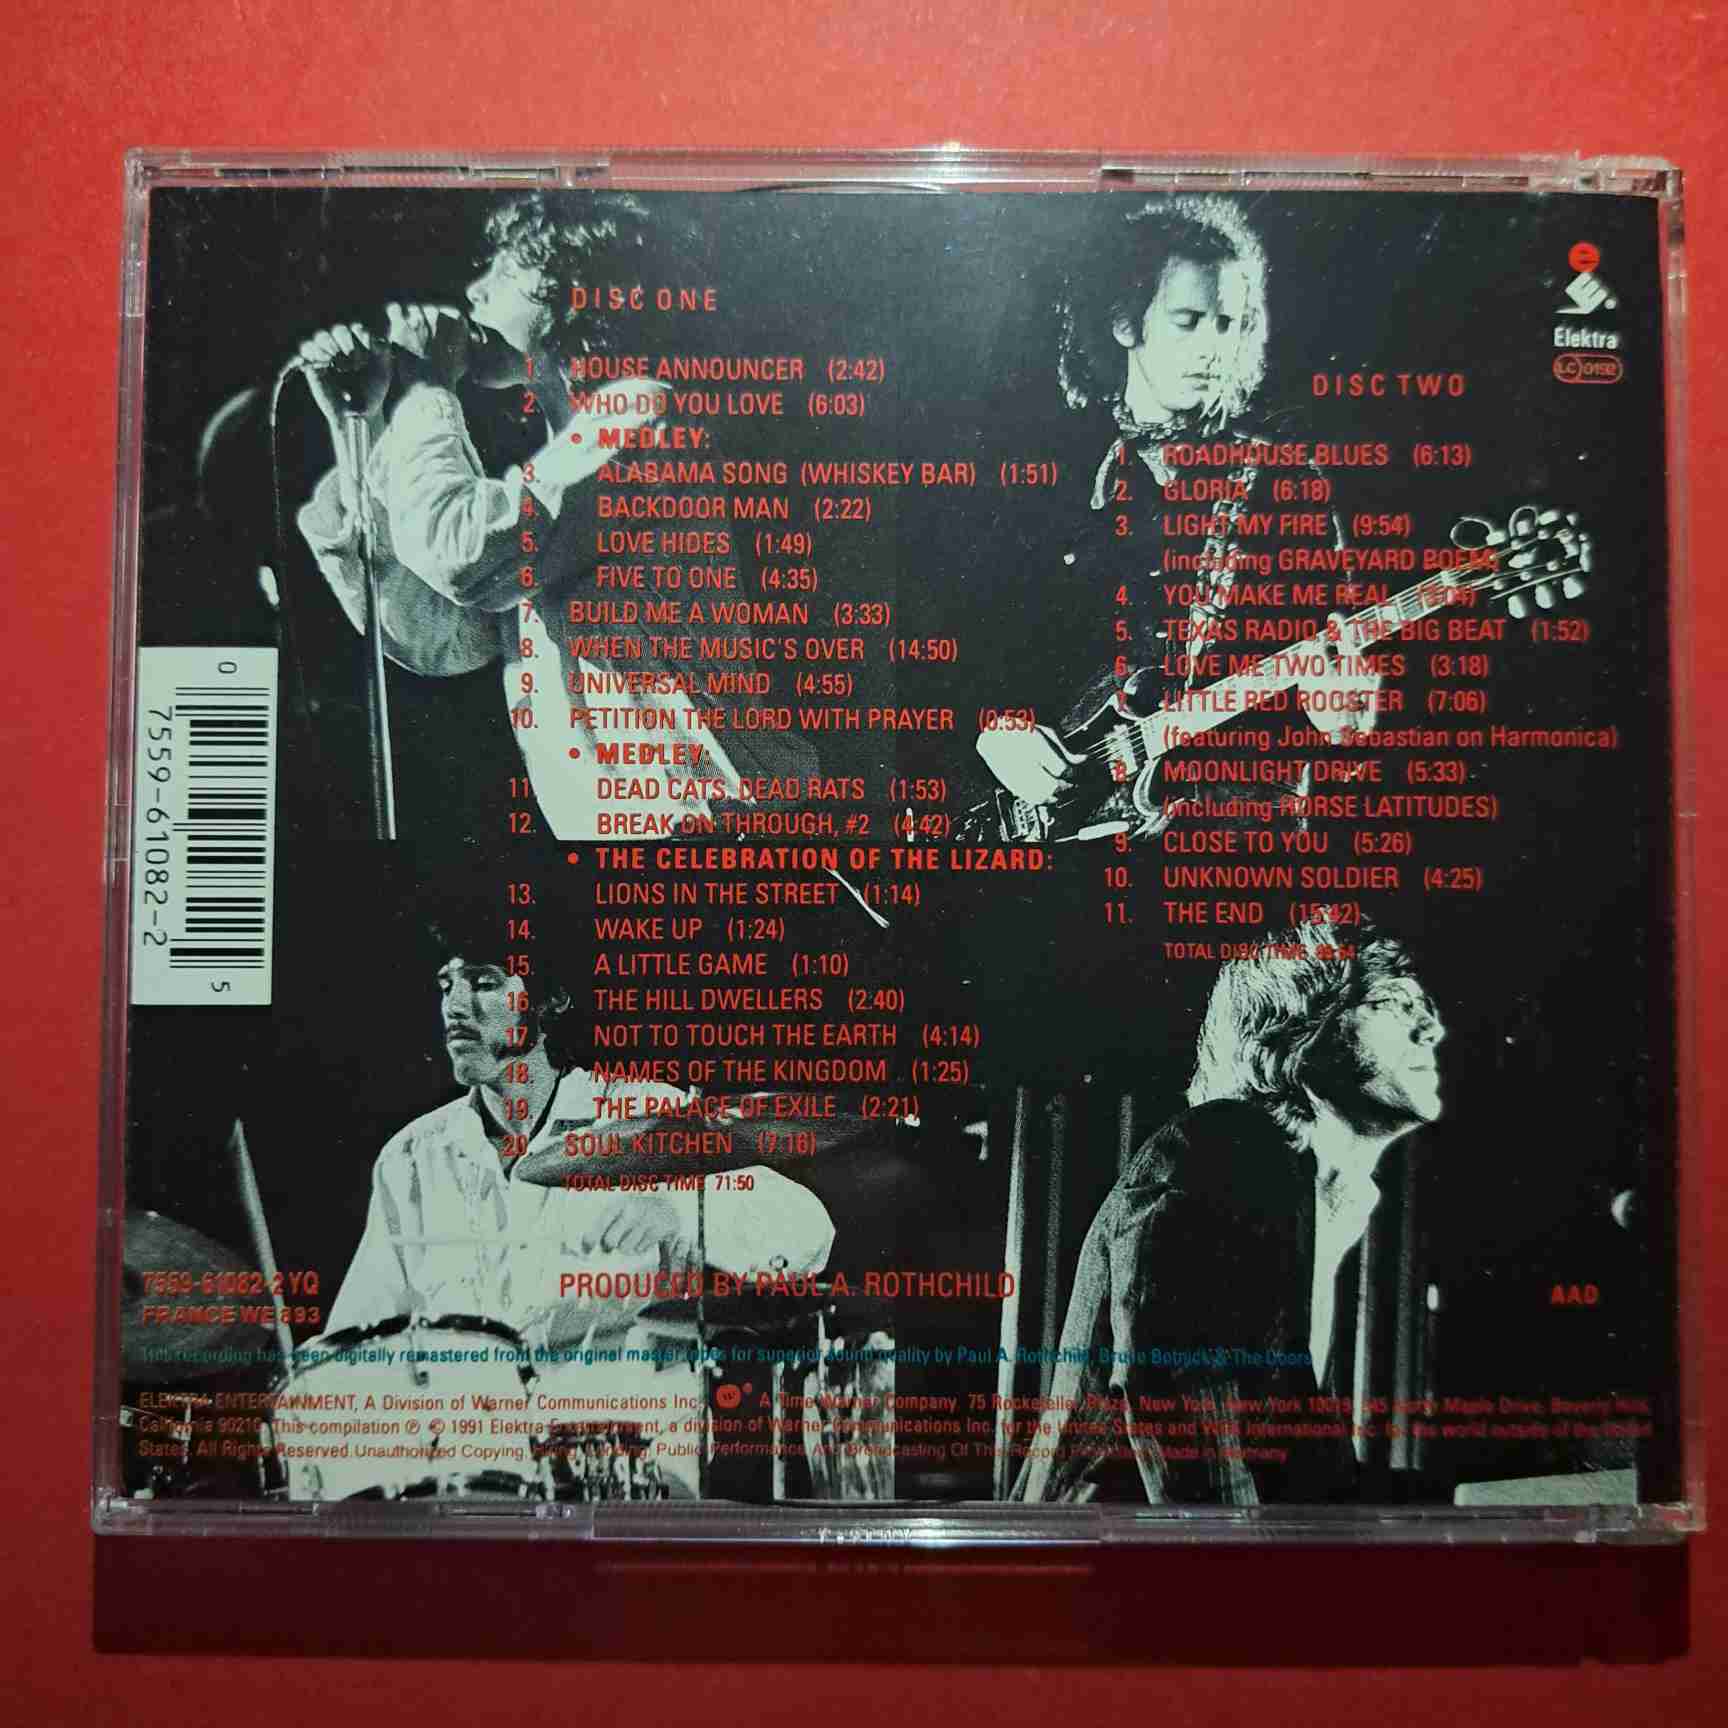 DISC ONE
1. HOUSE ANNOUNCER (2:42)
2. WHO DO YOU LOVE (6:03)
• MEDLEY:
3. ALABAMA SONG (WHISKEY BAR) (1:51)
4. BACKDOOR MAN (2:22)
5. LOVE HIDES (1:49)
6. FIVE TO ONE (4:35)
7. BUILD ME A WOMAN (3:33)
8. WHEN THE MUSIC'S OVER (14:50)
9. UNIVERSAL MIND (4:55)
10. PETITION THE LORD WITH PRAYER (0:53)
• MEDLEY:
11. DEAD CATS, DEAD RATS (1:53)
12. BREAK ON THROUGH, #2 (4:42)
• THE CELEBRATION OF THE LIZARD:
13. LIONS IN THE STREET (1:14)
14. WAKE UP (1:24)
15. A LITTLE GAME (1:10)
16. THE HILL DWELLERS (2:40)
17. NOT TO TOUCH THE EARTH (4:14)
18. NAMES OF THE KINGDOM (1:25)
19. THE PALACE OF EXILE (2:21)
20. SOUL KITCHEN (7:16)
TOTAL DISC TIME 71:50
e
Elektra
LC 0192
DISC TWO
1. ROADHOUSE BLUES (6:13)
2. GLORIA (6:18)
3. LIGHT MY FIRE (9:54)
(including GRAVEYARD POEM)
4. YOU MAKE ME REAL
5. TEXAS RADIO & THE BIG BEAT (1:52)
6. LOVE ME TWO TIMES (3:18)
7. LITTLE RED ROOSTER (7:06)
(featuring John Sebastian on Harmonica)
8. MOONLIGHT DRIVE (5:33)
(including HORSE LATITUDES)
9. CLOSE TO YOU (5:26)
10. UNKNOWN SOLDIER (4:25)
11. THE END (15:42)
TOTAL DISC TIME
0 7559-61082-2 5
7559-61082-2 YQ
FRANCE WE 893
PRODUCED BY PAUL A. ROTHCHILD
AAD
This recording has been digitally remastered from the original master tapes for superior sound quality by Paul A. Rothchild, Bruce Botnick & The Doors
ELEKTRA ENTERTAINMENT, A Division of Warner Communications Inc. A Time Warner Company. 75 Rockefeller Plaza, New York, New York 10019, North Maple Drive, Beverly Hills,
California 90210. This compilation ℗ © 1991 Elektra Entertainment, a division of Warner Communications Inc. for the United States and WEA International Inc. for the world outside of the United
States. All Rights Reserved. Unauthorized Copying, Hiring, Lending, Public Performance And Broadcasting Of This Record Prohibited. Made in Germany